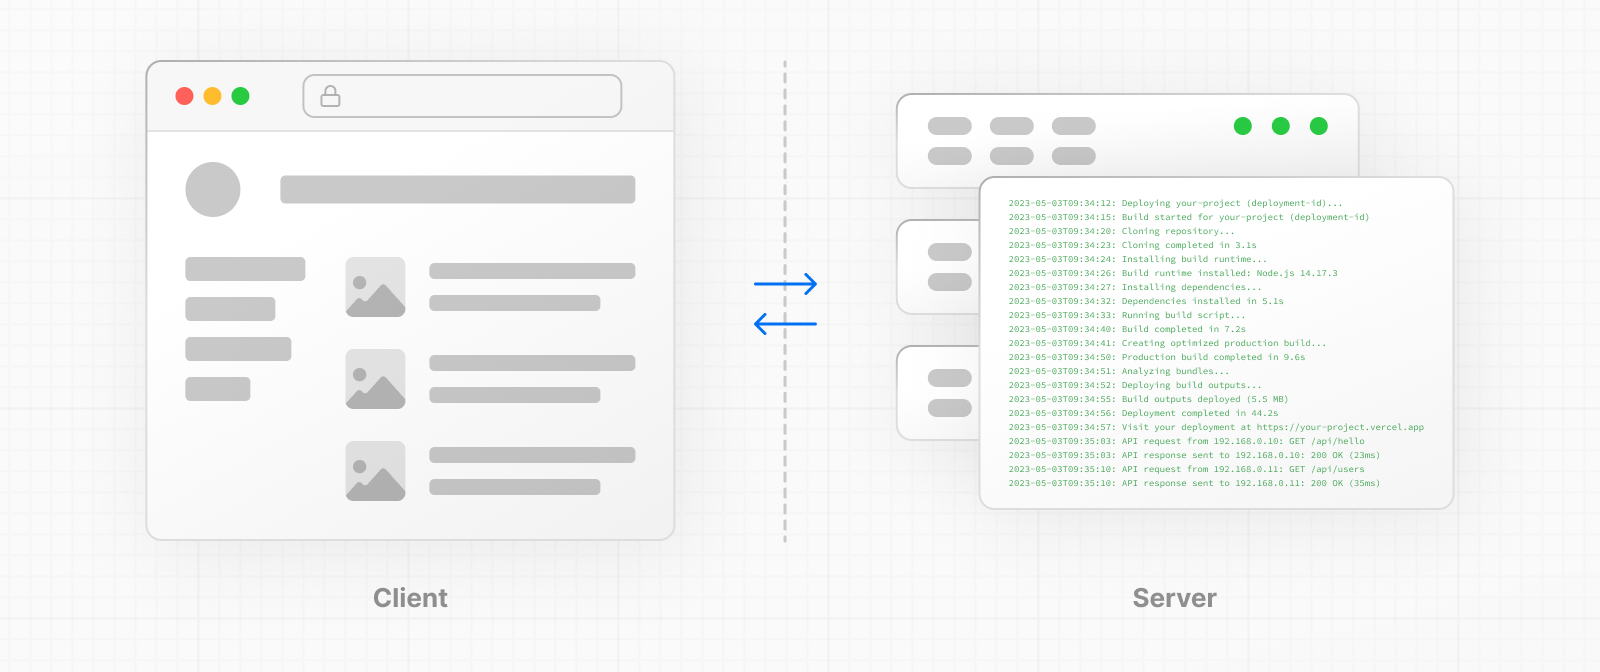 2023-05-03T09:34:12: Deploying your-project (deployment-id)...
2023-05-03T09:34:15: Build started for your-project (deployment-id)
2023-05-03T09:34:20: Cloning repository...
2023-05-03T09:34:23: Cloning completed in 3.1s
2023-05-03T09:34:24: Installing build runtime...
2023-05-03T09:34:26: Build runtime installed: Node.js 14.17.3
2023-05-03T09:34:27: Installing dependencies...
2023-05-03T09:34:32: Dependencies installed in 5.1s
2023-05-03T09:34:33: Running build script...
2023-05-03T09:34:40: Build completed in 7.2s
2023-05-03T09:34:41: Creating optimized production build...
2023-05-03T09:34:50: Production build completed in 9.6s
2023-05-03T09:34:51: Analyzing bundles...
2023-05-03T09:34:52: Deploying build outputs...
2023-05-03T09:34:55: Build outputs deployed (5.5 MB)
2023-05-03T09:34:56: Deployment completed in 44.2s
2023-05-03T09:34:57: Visit your deployment at https://your-project.vercel.app
2023-05-03T09:35:03: API request from 192.168.0.10: GET /api/hello
2023-05-03T09:35:03: API response sent to 192.168.0.10: 200 OK (23ms)
2023-05-03T09:35:10: API request from 192.168.0.11: GET /api/users
2023-05-03T09:35:10: API response sent to 192.168.0.11: 200 OK (35ms)
Client
Server